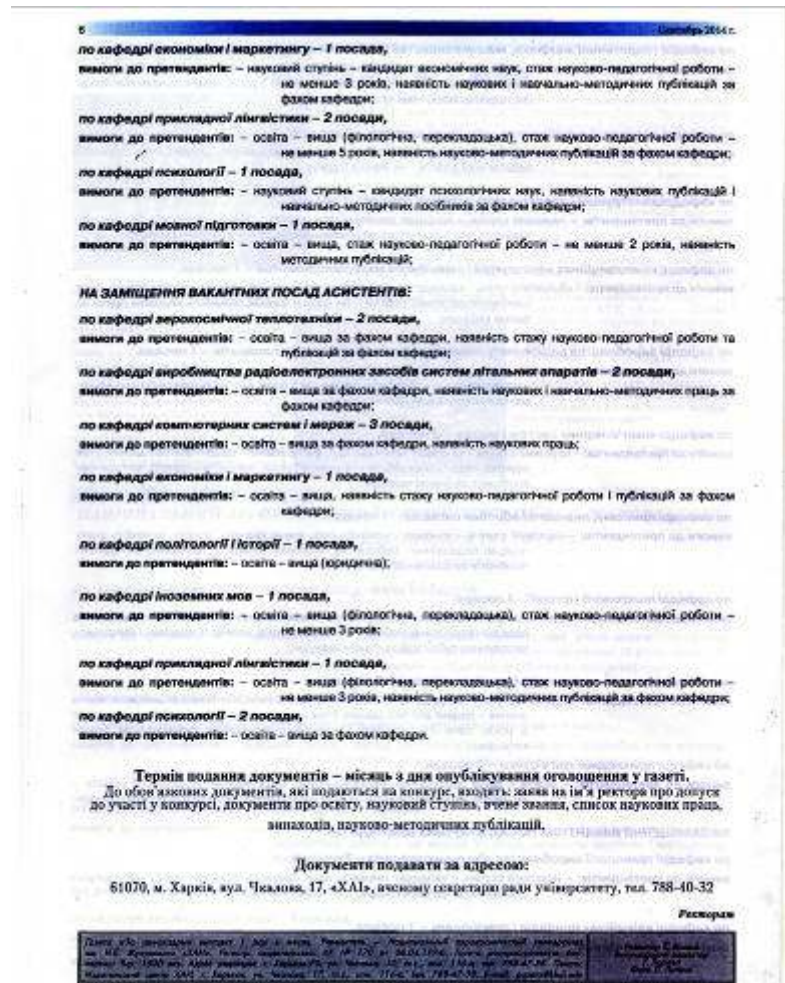 6
Сентябрь 2014 г.
по кафедрі економіки і маркетингу – 1 посада,
вимоги до претендентів: – науковий ступінь – кандидат економічних наук, стаж науково-педагогічної роботи –
не менше 3 років, наявність наукових і навчально-методичних публікацій за
фахом кафедри;
по кафедрі прикладної лінгвістики – 2 посади,
вимоги до претендентів: – освіта – вища (філологічна, перекладацька), стаж науково-педагогічної роботи –
не менше 5 років, наявність науково-методичних публікацій за фахом кафедри;
по кафедрі психології – 1 посада,
вимоги до претендентів: – науковий ступінь – кандидат психологічних наук, наявність наукових публікацій і
навчально-методичних посібників за фахом кафедри;
по кафедрі мовної підготовки – 1 посада,
вимоги до претендентів: – освіта – вища, стаж науково-педагогічної роботи – не менше 2 років, наявність
методичних публікацій;
НА ЗАМІЩЕННЯ ВАКАНТНИХ ПОСАД АСИСТЕНТІВ:
по кафедрі аерокосмічної теплотехніки – 2 посади,
вимоги до претендентів: – освіта – вища за фахом кафедри, наявність стажу науково-педагогічної роботи та
публікацій за фахом кафедри;
по кафедрі виробництва радіоелектронних засобів систем літальних апаратів – 2 посади,
вимоги до претендентів: – освіта – вища за фахом кафедри, наявність наукових і навчально-методичних праць за
фахом кафедри;
по кафедрі комп'ютерних систем і мереж – 3 посади,
вимоги до претендентів: – освіта – вища за фахом кафедри, наявність наукових праць;
по кафедрі економіки і маркетингу – 1 посада,
вимоги до претендентів: – освіта – вища, наявність стажу науково-педагогічної роботи і публікацій за фахом
кафедри;
по кафедрі політології і історії – 1 посада,
вимоги до претендентів: – освіта – вища (юридична);
по кафедрі іноземних мов – 1 посада,
вимоги до претендентів: – освіта – вища (філологічна, перекладацька), стаж науково-педагогічної роботи –
не менше 3 років;
по кафедрі прикладної лінгвістики – 1 посада,
вимоги до претендентів: – освіта – вища (філологічна, перекладацька), стаж науково-педагогічної роботи –
не менше 3 років, наявність науково-методичних публікацій за фахом кафедри;
по кафедрі психології – 2 посади,
вимоги до претендентів: – освіта – вища за фахом кафедри.
Термін подання документів – місяць з дня опублікування оголошення у газеті.
До обов'язкових документів, які подаються на конкурс, входять: заява на ім'я ректора про допуск
до участі у конкурсі, документи про освіту, науковий ступінь, вчене звання, список наукових праць,
винаходів, науково-методичних публікацій.
Документи подавати за адресою:
61070, м. Харків, вул. Чкалова, 17, «ХАІ», вченому секретарю ради університету, тел. 788-40-32
Ректорат